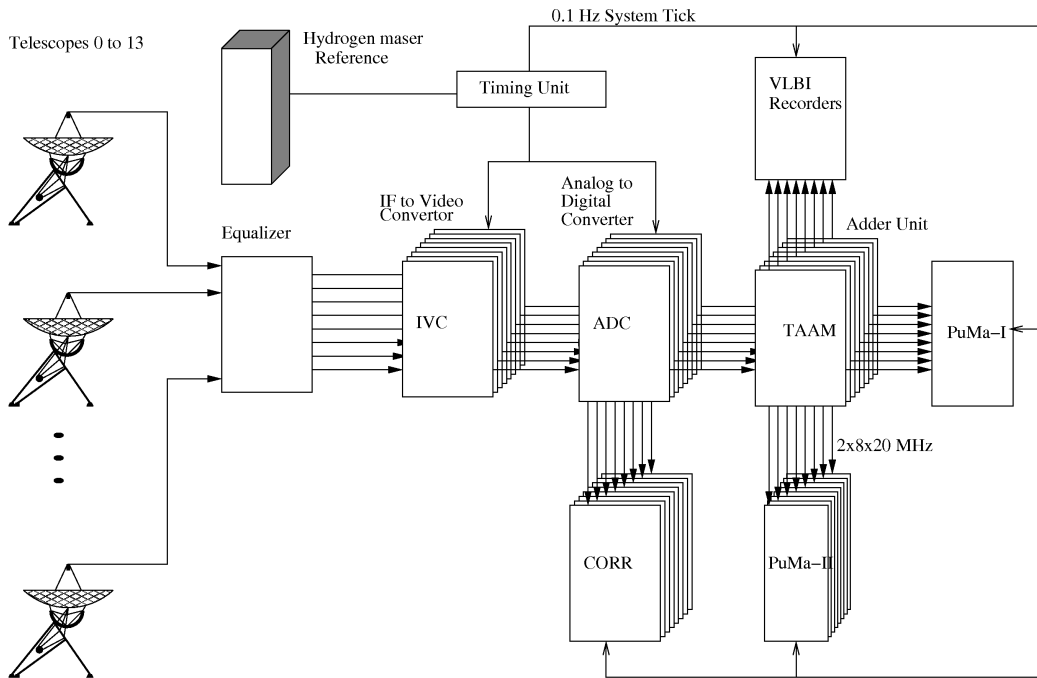 0.1 Hz System Tick
Telescopes 0 to 13
Hydrogen maser
Reference
Timing Unit
VLBI
Recorders
IF to Video
Convertor
Analog to
Digital
Converter
Equalizer
Adder Unit
IVC
ADC
TAAM
PuMa-I
2x8x20 MHz
CORR
PuMa-II